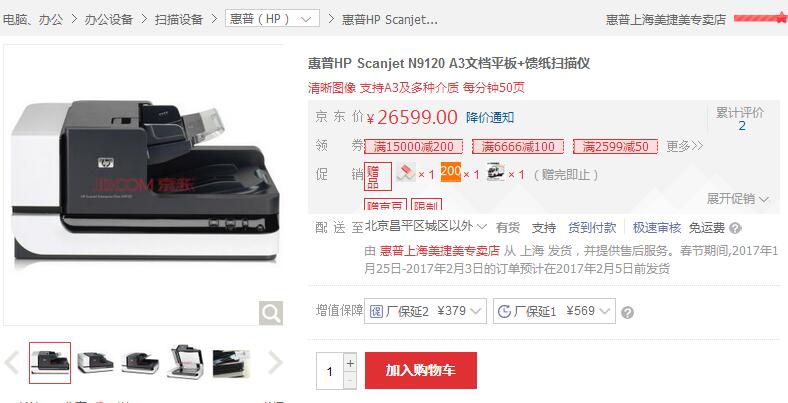 电脑、办公 > 办公设备 > 扫描设备 > 惠普（HP） > 惠普HP Scanjet...
惠普上海美捷美专卖店
惠普HP Scanjet N9120 A3文档平板+馈纸扫描仪
清晰图像 支持A3及多种介质 每分钟50页
京东价 ¥26599.00 降价通知
累计评价
2
领券 满15000减200 满6666减100 满2599减50 更多>>
促销 赠品 ×1 200 ×1 ×1 （赠完即止）
赠京豆 限制
展开促销
配送至 北京昌平区城区以外 有货 支持 货到付款 极速审核 免运费 ?
由 惠普上海美捷美专卖店 从 上海 发货，并提供售后服务。春节期间,2017年1
月25日-2017年2月3日的订单预计在2017年2月5日前发货
增值保障 厂保延2 ¥379 厂保延1 ¥569 ?
1 + - 加入购物车
hp
JD.COM 京东